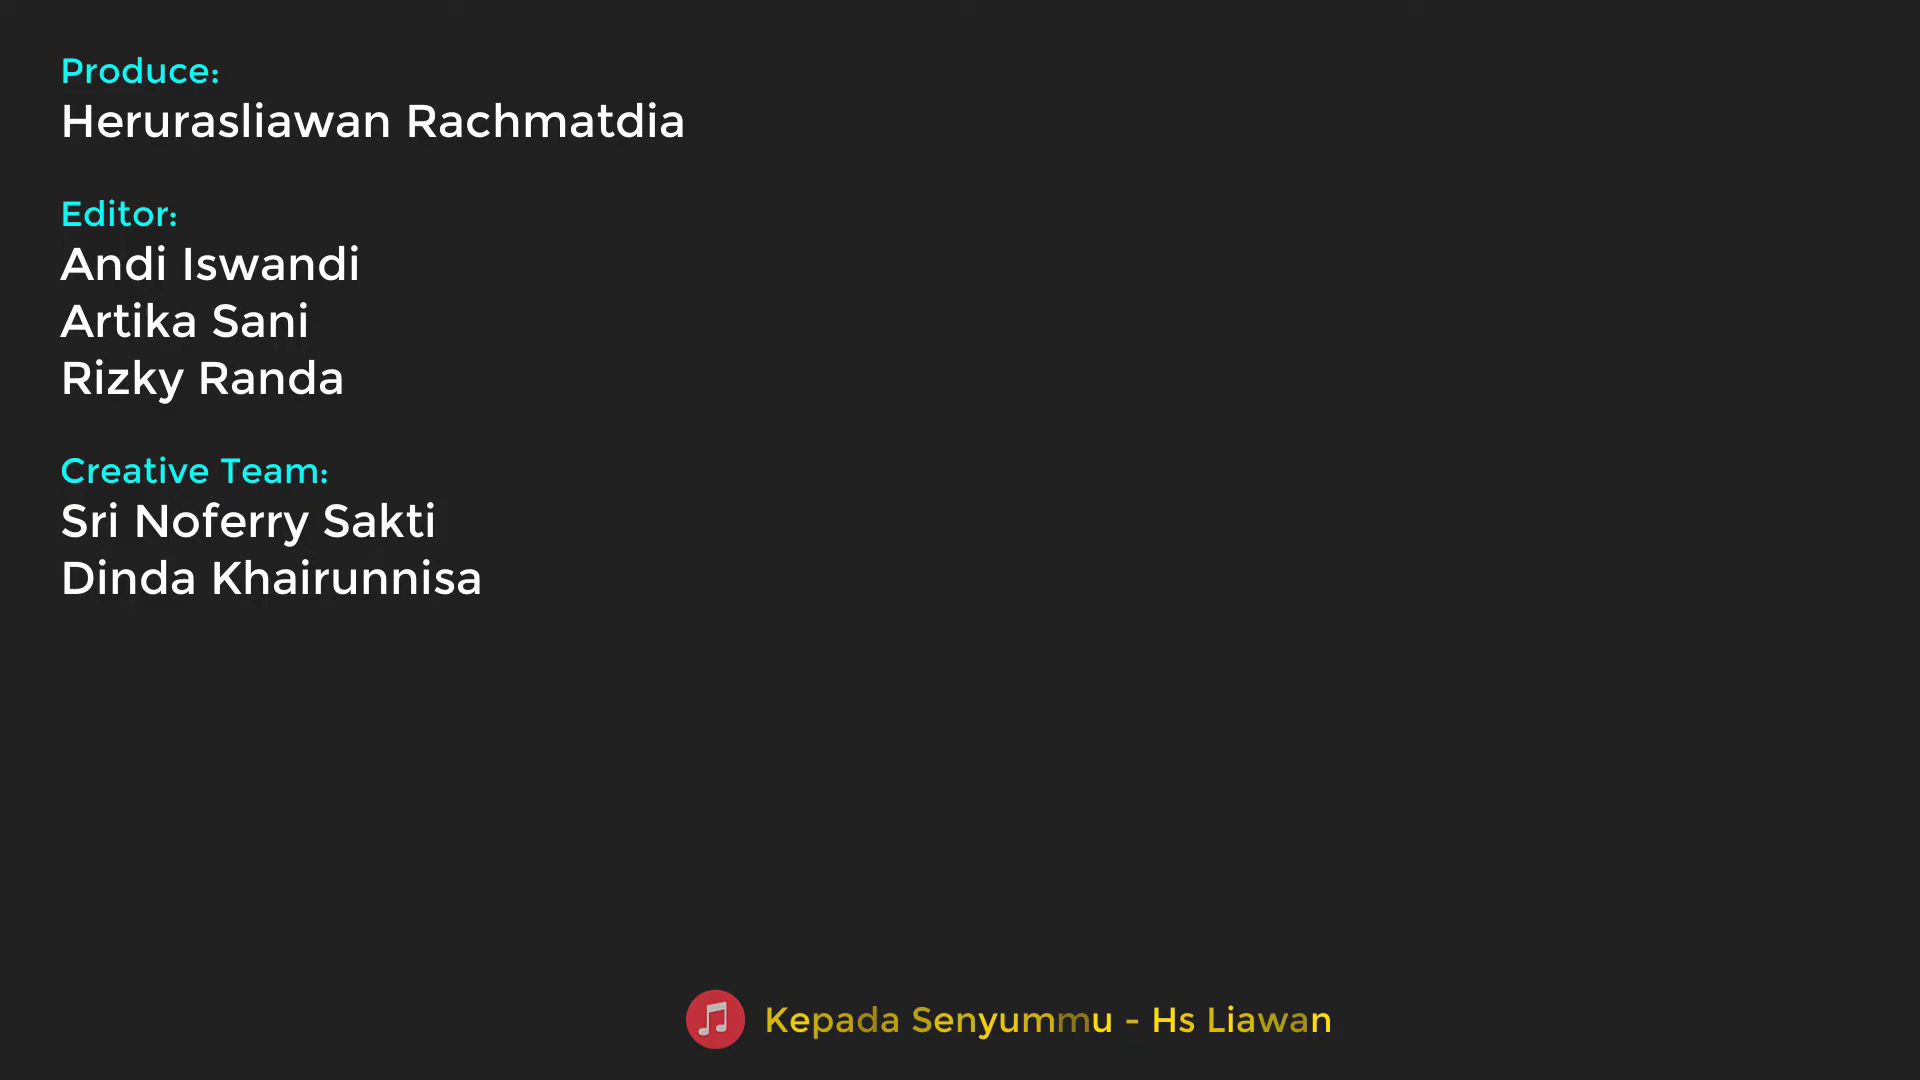 Produce:
Herurasliawan Rachmatdia
Editor:
Andi Iswandi
Artika Sani
Rizky Randa
Creative Team:
Sri Noferry Sakti
Dinda Khairunnisa
Kepada Senyummu - Hs Liawan